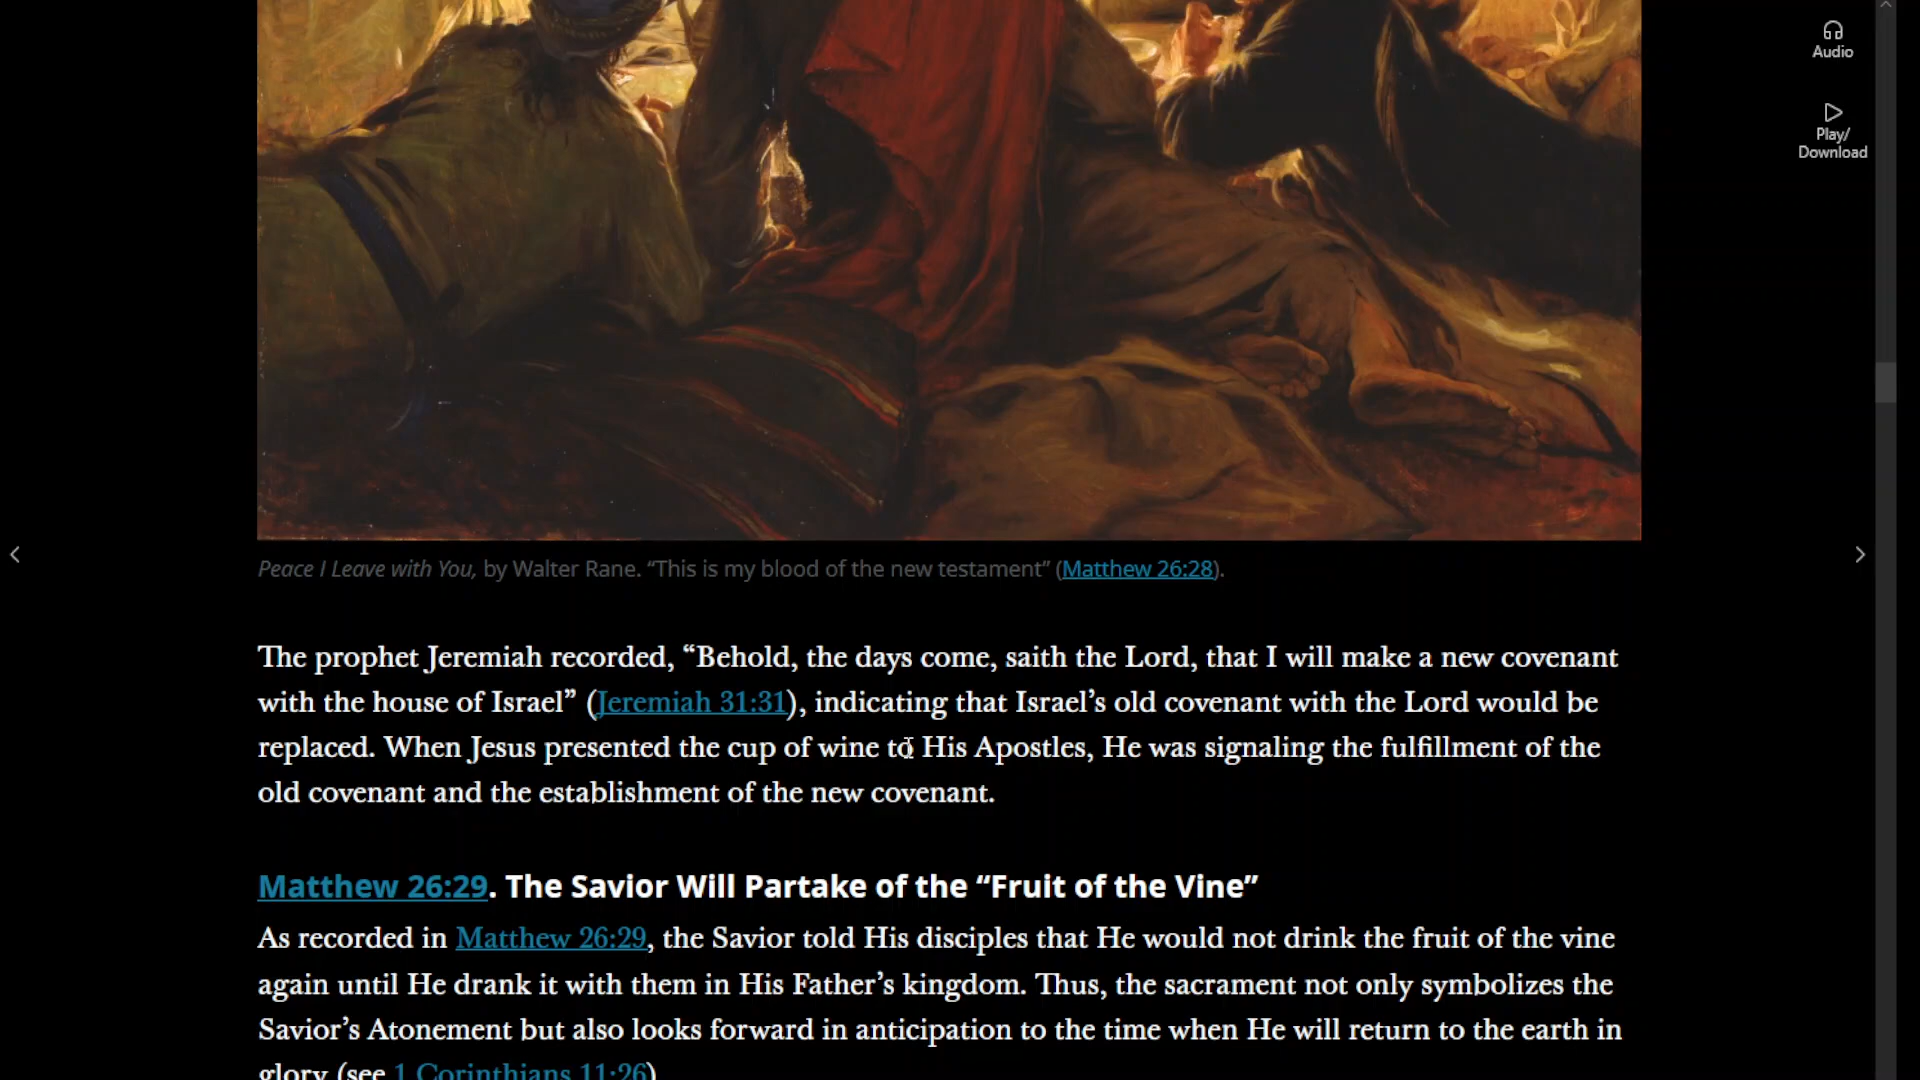 Audio
Play/
Download
Peace I Leave with You, by Walter Rane. “This is my blood of the new testament” (Matthew 26:28).
The prophet Jeremiah recorded, “Behold, the days come, saith the Lord, that I will make a new covenant
with the house of Israel” (Jeremiah 31:31), indicating that Israel’s old covenant with the Lord would be
replaced. When Jesus presented the cup of wine to His Apostles, He was signaling the fulfillment of the
old covenant and the establishment of the new covenant.
Matthew 26:29. The Savior Will Partake of the “Fruit of the Vine”
As recorded in Matthew 26:29, the Savior told His disciples that He would not drink the fruit of the vine
again until He drank it with them in His Father’s kingdom. Thus, the sacrament not only symbolizes the
Savior’s Atonement but also looks forward in anticipation to the time when He will return to the earth in
glory (see 1 Corinthians 11:26)